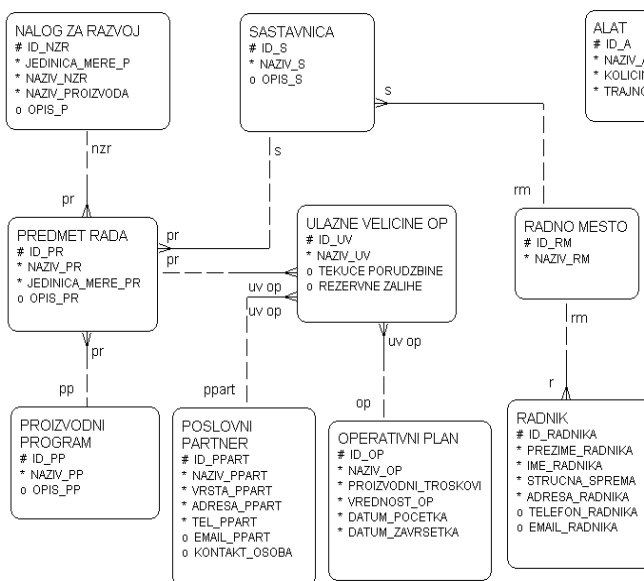 NALOG ZA RAZVOJ
# ID_NZR
* JEDINICA_MERE_P
* NAZIV_NZR
* NAZIV_PROIZVODA
o OPIS_P
SASTAVNICA
# ID_S
* NAZIV_S
o OPIS_S
ALAT
# ID_A
s
nzr
s
rm
pr
pr
pr
PREDMET RADA
# ID_PR
* NAZIV_PR
* JEDINICA_MERE_PR
o OPIS_PR
ULAZNE VELICINE OP
# ID_UV
* NAZIV_UV
o TEKUCE PORUDZBINE
o REZERVNE ZALIHE
RADNO MESTO
# ID_RM
* NAZIV_RM
uv op
uv op
uv op
rm
pr
pp
ppart
op
r
PROIZVODNI
PROGRAM
# ID_PP
* NAZIV_PP
o OPIS_PP
POSLOVNI
PARTNER
# ID_PPART
* NAZIV_PPART
* VRSTA_PPART
* ADRESA_PPART
* TEL_PPART
o EMAIL_PPART
o KONTAKT_OSOBA
OPERATIVNI PLAN
# ID_OP
* NAZIV_OP
* PROIZVODNI_TROSKOVI
* VREDNOST_OP
* DATUM_POCETKA
* DATUM_ZAVRSETKA
RADNIK
# ID_RADNIKA
* PREZIME_RADNIKA
* IME_RADNIKA
* STRUCNA_SPREMA
* ADRESA_RADNIKA
o TELEFON_RADNIKA
o EMAIL_RADNIKA